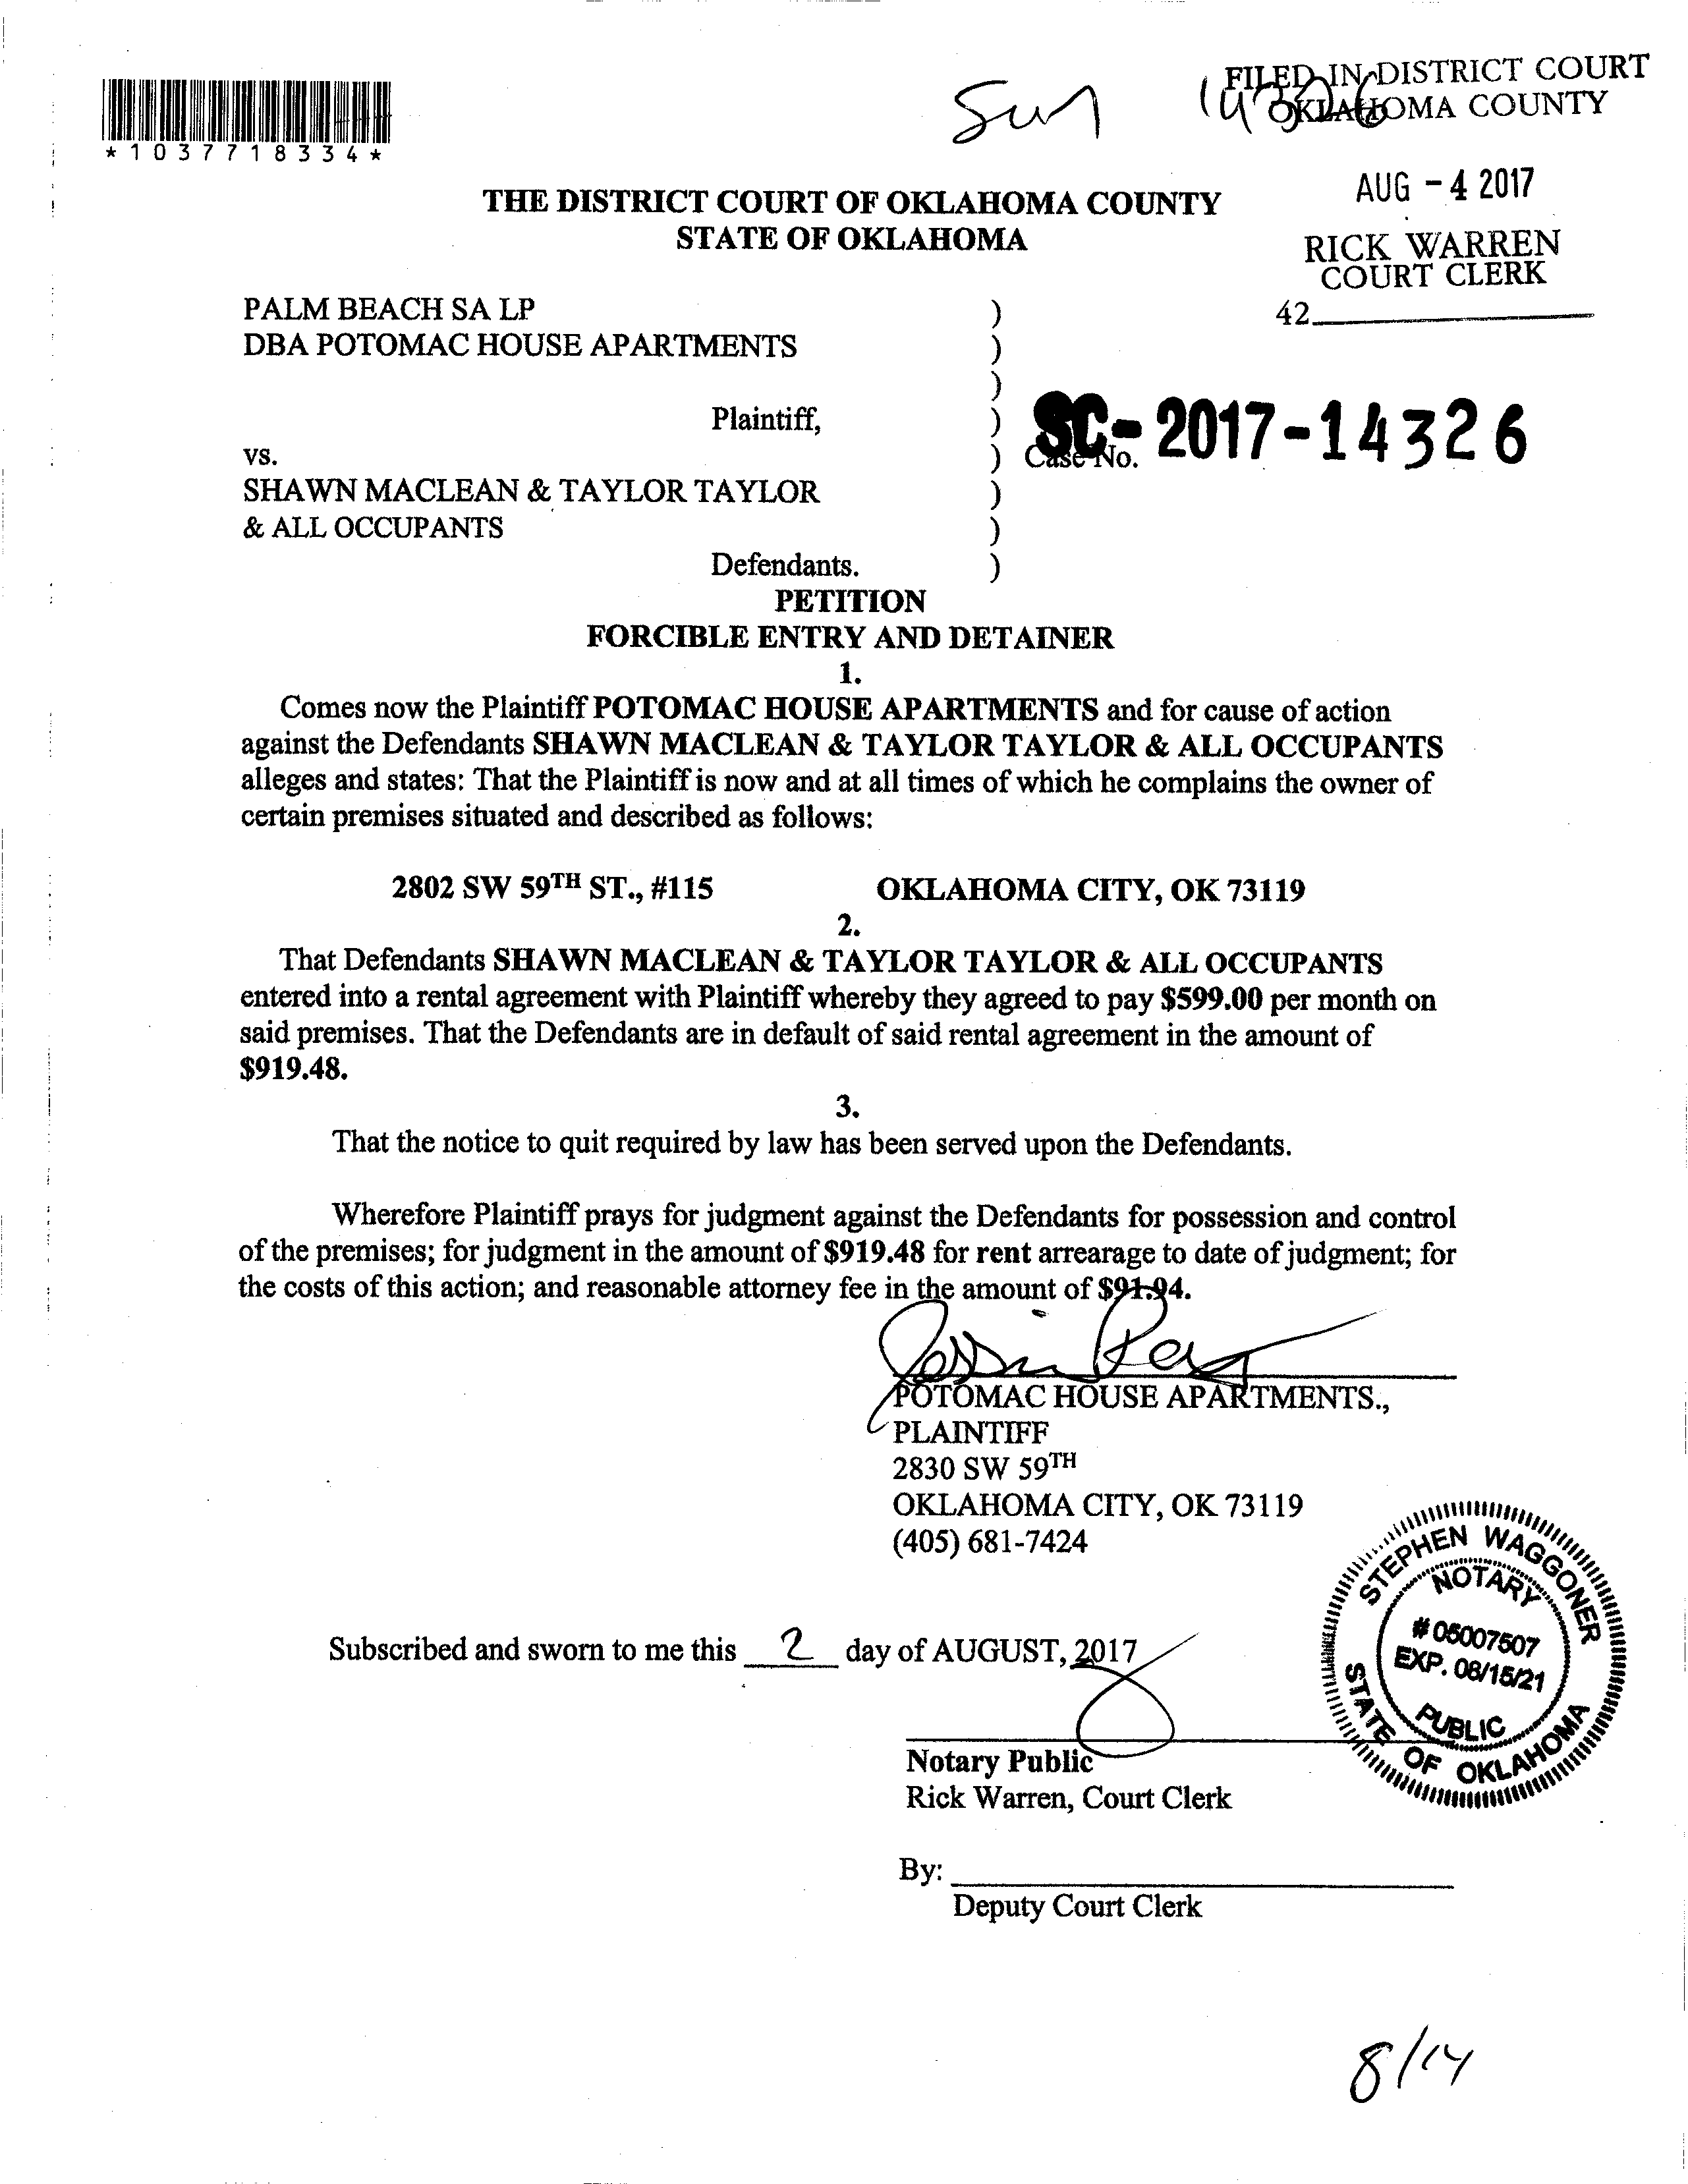 *1037718334*
FILED IN DISTRICT COURT
OKLAHOMA COUNTY
14326
AUG -4 2017
RICK WARREN
COURT CLERK
42
THE DISTRICT COURT OF OKLAHOMA COUNTY
STATE OF OKLAHOMA
PALM BEACH SA LP )
DBA POTOMAC HOUSE APARTMENTS )
)
Plaintiff, )
vs. ) Case No. SC-2017-14326
SHAWN MACLEAN & TAYLOR TAYLOR )
& ALL OCCUPANTS )
Defendants. )
PETITION
FORCIBLE ENTRY AND DETAINER
1.
Comes now the Plaintiff POTOMAC HOUSE APARTMENTS and for cause of action
against the Defendants SHAWN MACLEAN & TAYLOR TAYLOR & ALL OCCUPANTS
alleges and states: That the Plaintiff is now and at all times of which he complains the owner of
certain premises situated and described as follows:
2802 SW 59TH ST., #115 OKLAHOMA CITY, OK 73119
2.
That Defendants SHAWN MACLEAN & TAYLOR TAYLOR & ALL OCCUPANTS
entered into a rental agreement with Plaintiff whereby they agreed to pay $599.00 per month on
said premises. That the Defendants are in default of said rental agreement in the amount of
$919.48.
3.
That the notice to quit required by law has been served upon the Defendants.
Wherefore Plaintiff prays for judgment against the Defendants for possession and control
of the premises; for judgment in the amount of $919.48 for rent arrearage to date of judgment; for
the costs of this action; and reasonable attorney fee in the amount of $91.94.
POTOMAC HOUSE APARTMENTS.,
PLAINTIFF
2830 SW 59TH
OKLAHOMA CITY, OK 73119
(405) 681-7424
Subscribed and sworn to me this 2 day of AUGUST, 2017
STEPHEN WAGGONER
NOTARY
# 05007507
EXP. 08/15/21
PUBLIC
STATE OF OKLAHOMA
Notary Public
Rick Warren, Court Clerk
By:
Deputy Court Clerk
8/14